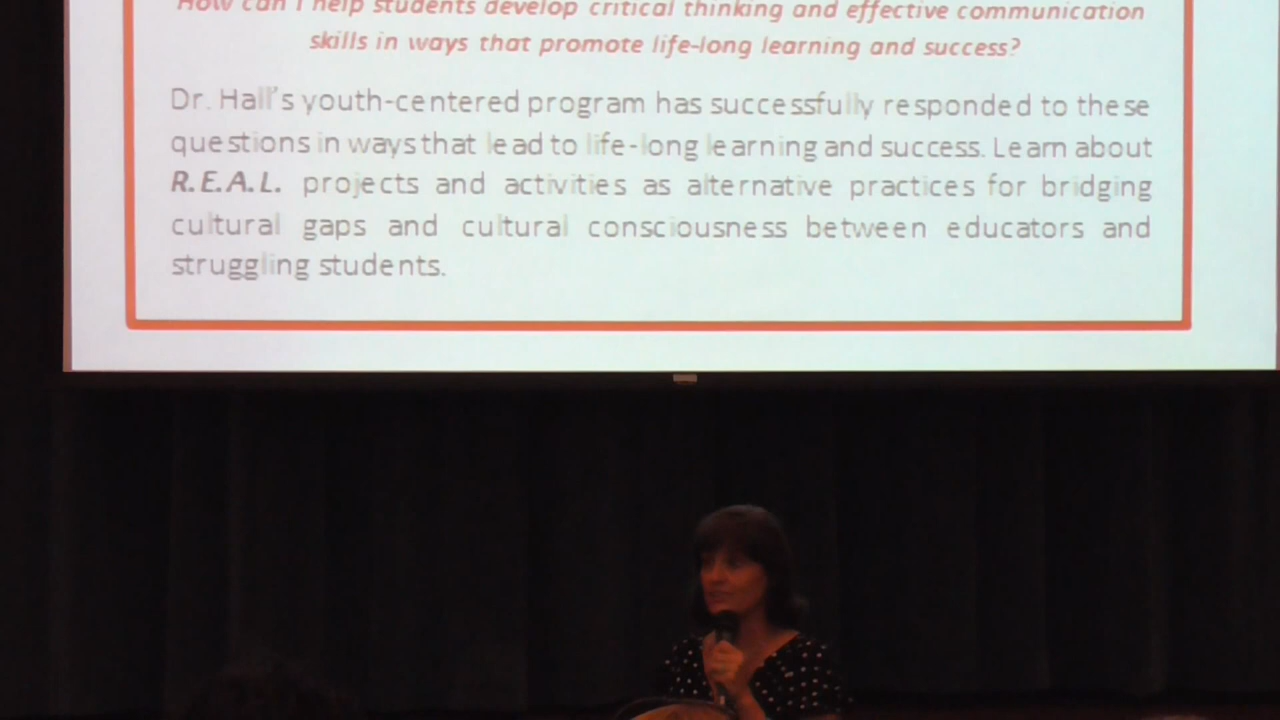 How can I help students develop critical thinking and effective communication
skills in ways that promote life-long learning and success?
Dr. Hall's youth-centered program has successfully responded to these
questions in ways that lead to life-long learning and success. Learn about
R.E.A.L. projects and activities as alternative practices for bridging
cultural gaps and cultural consciousness between educators and
struggling students.